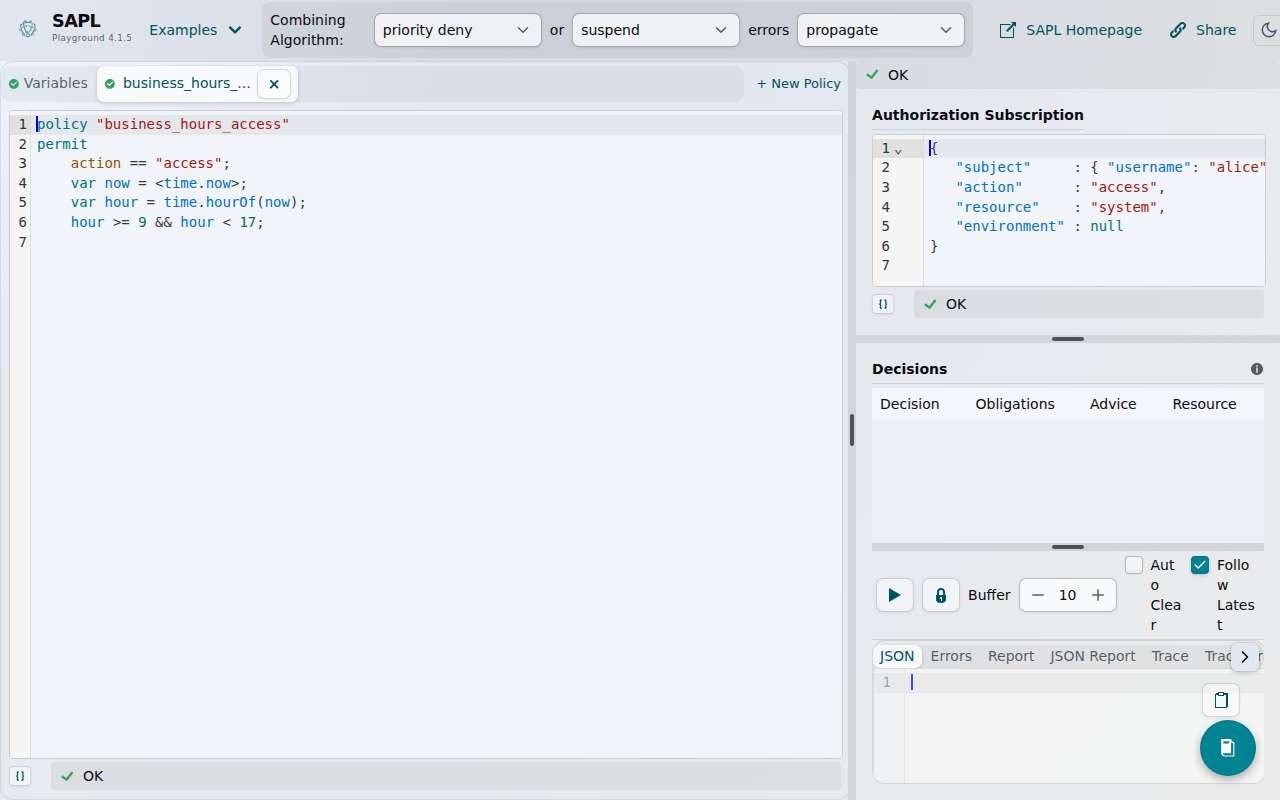 SAPL
Playground 4.1.5
Examples
Combining
Algorithm:
priority deny
or
suspend
errors
propagate
SAPL Homepage
Share
Variables
business_hours_...
+ New Policy
1 policy "business_hours_access"
2 permit
3 action == "access";
4 var now = <time.now>;
5 var hour = time.hourOf(now);
6 hour >= 9 && hour < 17;
7
{} OK
OK
Authorization Subscription
1 {
2 "subject" : { "username": "alice"
3 "action" : "access",
4 "resource" : "system",
5 "environment" : null
6 }
7
{} OK
Decisions
Decision Obligations Advice Resource
Buffer
10
Aut
o
Clea
r
Follo
w
Lates
t
JSON Errors Report JSON Report Trace
1